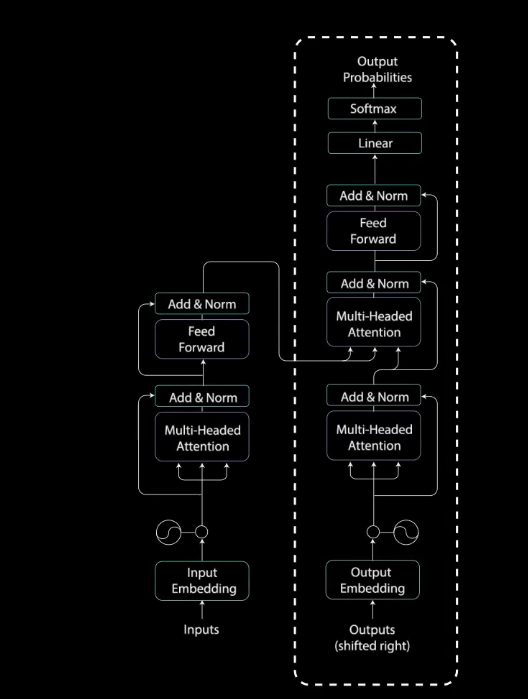 Output
Probabilities
Softmax
Linear
Add & Norm
Feed
Forward
Add & Norm
Multi-Headed
Attention
Add & Norm
Multi-Headed
Attention
Output
Embedding
Outputs
(shifted right)
Add & Norm
Feed
Forward
Add & Norm
Multi-Headed
Attention
Input
Embedding
Inputs